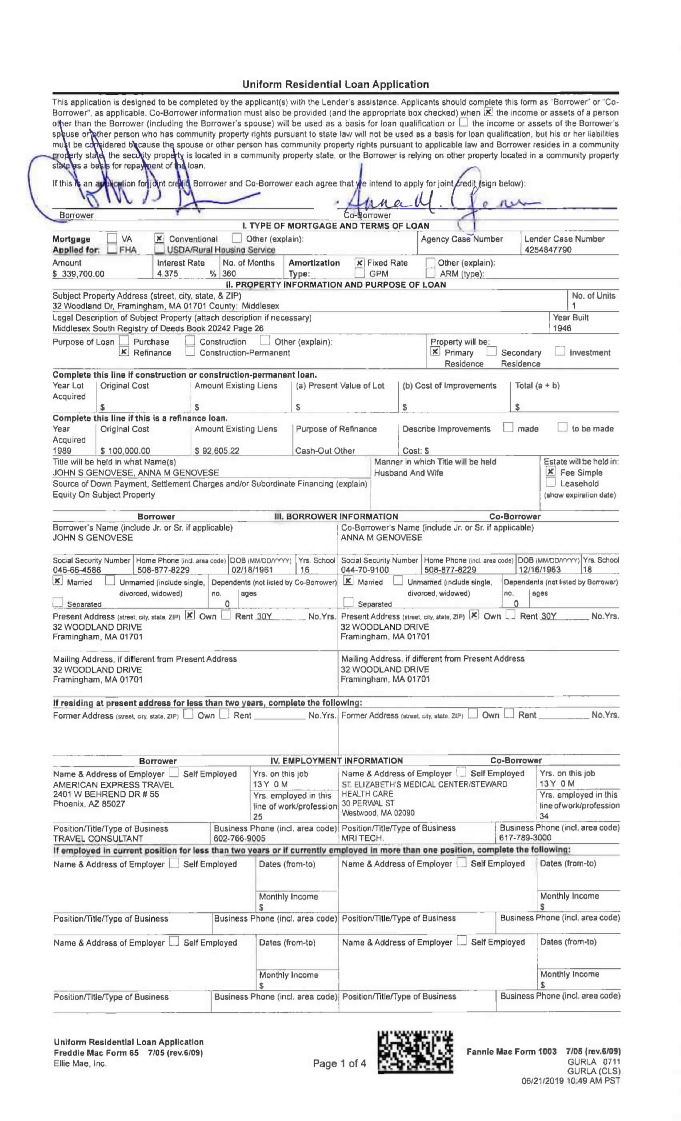 Uniform Residential Loan Application
This application is designed to be completed by the applicant(s) with the Lender's assistance. Applicants should complete this form as "Borrower" or "Co-
Borrower", as applicable. Co-Borrower information must also be provided (and the appropriate box checked) when ☒ the income or assets of a person
other than the Borrower (including the Borrower's spouse) will be used as a basis for loan qualification or ☐ the income or assets of the Borrower's
spouse or other person who has community property rights pursuant to state law will not be used as a basis for loan qualification, but his or her liabilities
must be considered because the spouse or other person has community property rights pursuant to applicable law and Borrower resides in a community
property state, the security property is located in a community property state, or the Borrower is relying on other property located in a community property
state as a basis for repayment of the loan.
If this is an application for joint credit, Borrower and Co-Borrower each agree that we intend to apply for joint credit (sign below):
Anna M.
Borrower Co-Borrower
I. TYPE OF MORTGAGE AND TERMS OF LOAN
Mortgage ☐ VA ☒ Conventional ☐ Other (explain): Agency Case Number Lender Case Number
Applied for: ☐ FHA ☐ USDA/Rural Housing Service 4254847790
Amount Interest Rate No. of Months Amortization ☒ Fixed Rate ☐ Other (explain):
$ 339,700.00 4.375 % 360 Type: ☐ GPM ☐ ARM (type):
II. PROPERTY INFORMATION AND PURPOSE OF LOAN
Subject Property Address (street, city, state, & ZIP) No. of Units
32 Woodland Dr, Framingham, MA 01701 County: Middlesex 1
Legal Description of Subject Property (attach description if necessary) Year Built
Middlesex South Registry of Deeds Book 20242 Page 26 1946
Purpose of Loan ☐ Purchase ☐ Construction ☐ Other (explain): Property will be:
☒ Refinance ☐ Construction-Permanent ☒ Primary Residence ☐ Secondary Residence ☐ Investment
Complete this line if construction or construction-permanent loan.
Year Lot Acquired Original Cost Amount Existing Liens (a) Present Value of Lot (b) Cost of Improvements Total (a + b)
$ $ $ $ $
Complete this line if this is a refinance loan.
Year Acquired Original Cost Amount Existing Liens Purpose of Refinance Describe Improvements ☐ made ☐ to be made
1989 $ 100,000.00 $ 92,605.22 Cash-Out Other Cost: $
Title will be held in what Name(s) Manner in which Title will be held Estate will be held in:
JOHN S GENOVESE, ANNA M GENOVESE Husband And Wife ☒ Fee Simple
Source of Down Payment, Settlement Charges and/or Subordinate Financing (explain) ☐ Leasehold
Equity On Subject Property (show expiration date)
Borrower III. BORROWER INFORMATION Co-Borrower
Borrower's Name (include Jr. or Sr. if applicable) Co-Borrower's Name (include Jr. or Sr. if applicable)
JOHN S GENOVESE ANNA M GENOVESE
Social Security Number Home Phone (incl. area code) DOB (MM/DD/YYYY) Yrs. School Social Security Number Home Phone (incl. area code) DOB (MM/DD/YYYY) Yrs. School
046-66-4586 508-877-8229 02/18/1961 16 044-70-9100 508-877-8229 12/16/1963 18
☒ Married ☐ Unmarried (include single, Dependents (not listed by Co-Borrower) ☒ Married ☐ Unmarried (include single, Dependents (not listed by Borrower)
divorced, widowed) no. ages divorced, widowed) no. ages
☐ Separated 0 ☐ Separated 0
Present Address (street, city, state, ZIP) ☒ Own ☐ Rent 30Y No.Yrs. Present Address (street, city, state, ZIP) ☒ Own ☐ Rent 30Y No.Yrs.
32 WOODLAND DRIVE 32 WOODLAND DRIVE
Framingham, MA 01701 Framingham, MA 01701
Mailing Address, if different from Present Address Mailing Address, if different from Present Address
32 WOODLAND DRIVE 32 WOODLAND DRIVE
Framingham, MA 01701 Framingham, MA 01701
If residing at present address for less than two years, complete the following:
Former Address (street, city, state, ZIP) ☐ Own ☐ Rent No.Yrs. Former Address (street, city, state, ZIP) ☐ Own ☐ Rent No.Yrs.
Borrower IV. EMPLOYMENT INFORMATION Co-Borrower
Name & Address of Employer ☐ Self Employed Yrs. on this job Name & Address of Employer ☐ Self Employed Yrs. on this job
AMERICAN EXPRESS TRAVEL 13 Y 0 M ST. ELIZABETH'S MEDICAL CENTER/STEWARD 13 Y 0 M
2401 W BEHREND DR # 55 Yrs. employed in this HEALTH CARE Yrs. employed in this
Phoenix, AZ 85027 line of work/profession 30 PERWAL ST line of work/profession
25 Westwood, MA 02090 34
Position/Title/Type of Business Business Phone (incl. area code) Position/Title/Type of Business Business Phone (incl. area code)
TRAVEL CONSULTANT 602-766-9005 MRI TECH. 617-789-3000
If employed in current position for less than two years or if currently employed in more than one position, complete the following:
Name & Address of Employer ☐ Self Employed Dates (from-to) Name & Address of Employer ☐ Self Employed Dates (from-to)
Monthly Income Monthly Income
$ $
Position/Title/Type of Business Business Phone (incl. area code) Position/Title/Type of Business Business Phone (incl. area code)
Name & Address of Employer ☐ Self Employed Dates (from-to) Name & Address of Employer ☐ Self Employed Dates (from-to)
Monthly Income Monthly Income
$ $
Position/Title/Type of Business Business Phone (incl. area code) Position/Title/Type of Business Business Phone (incl. area code)
Uniform Residential Loan Application
Freddie Mac Form 65 7/05 (rev.6/09) Fannie Mae Form 1003 7/05 (rev.6/09)
Ellie Mae, Inc. Page 1 of 4 GURLA 0711
GURLA (CLS)
06/21/2019 10:49 AM PST